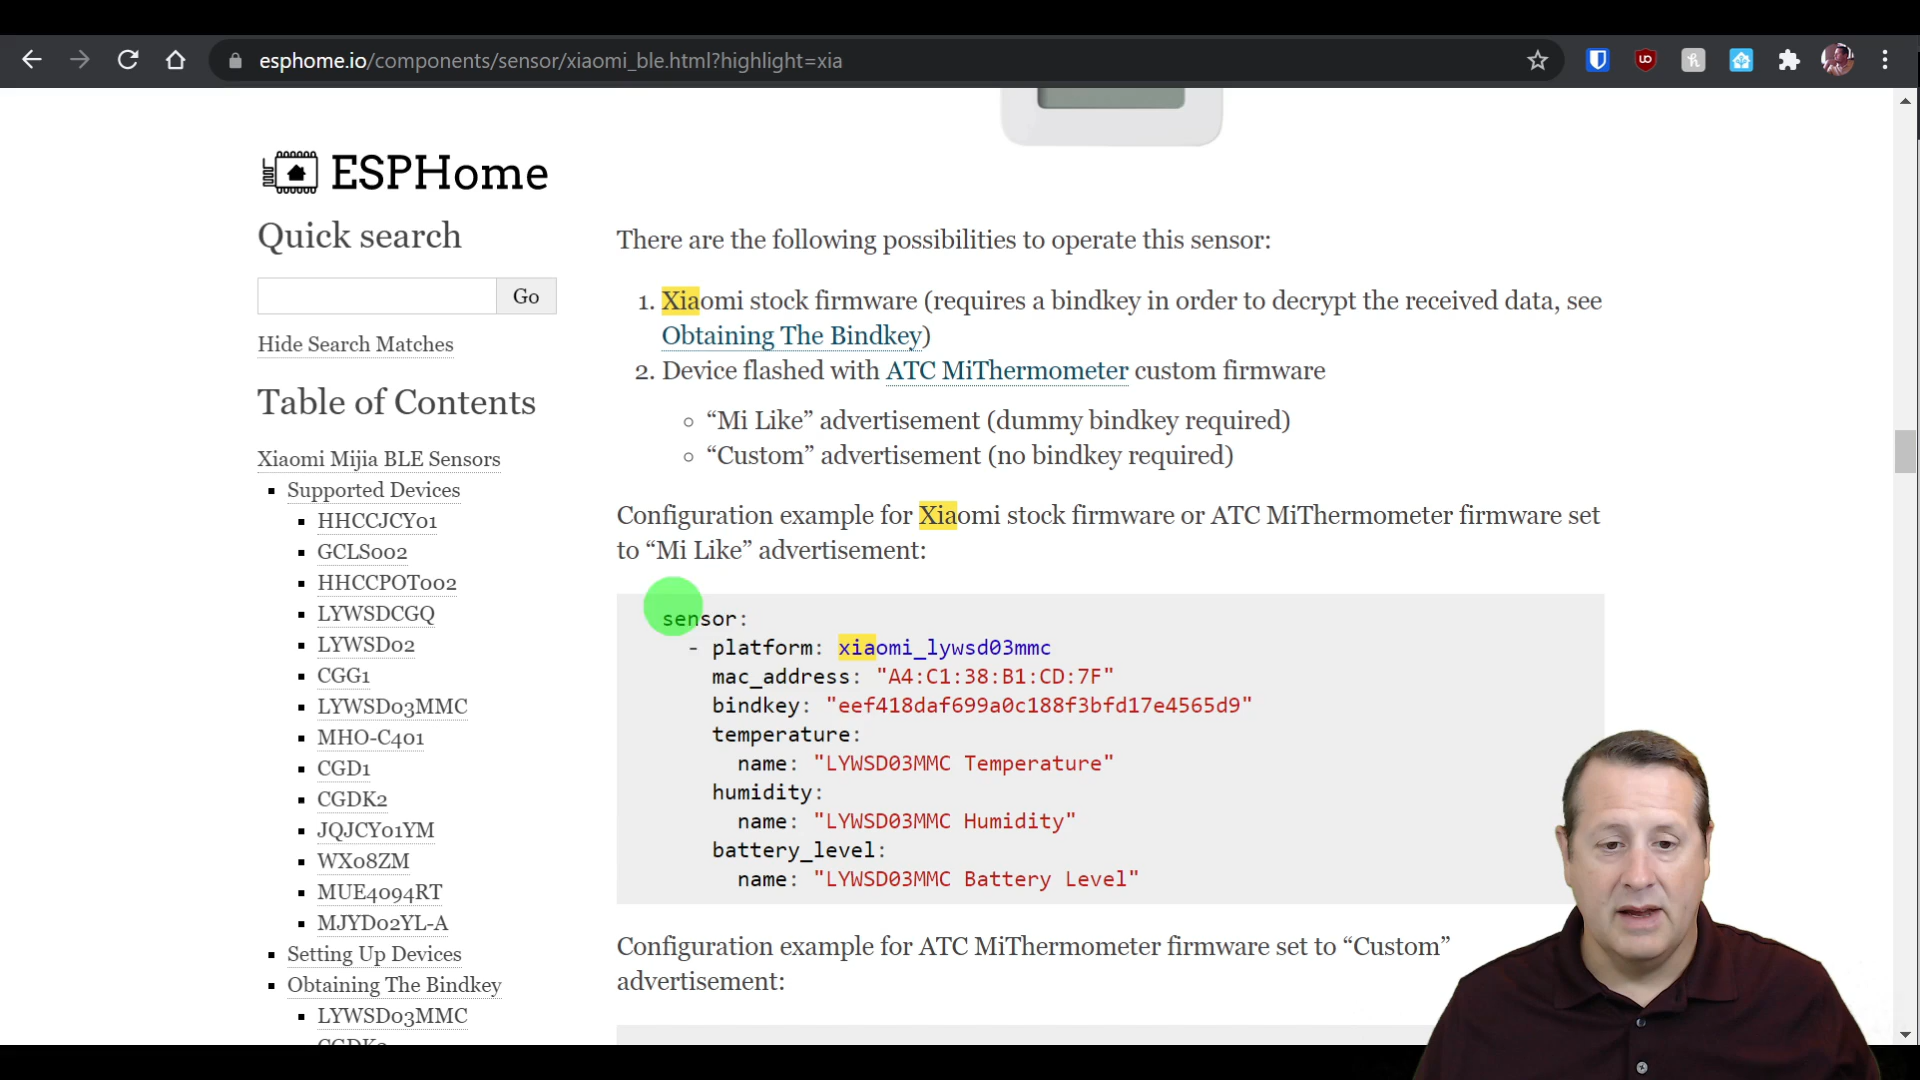 esphome.io/components/sensor/xiaomi_ble.html?highlight=xia
ESPHome
Quick search
Go
Hide Search Matches
Table of Contents
Xiaomi Mijia BLE Sensors
Supported Devices
HHCCJCY01
GCLS002
HHCCPOT002
LYWSDCGQ
LYWSD02
CGG1
LYWSD03MMC
MHO-C401
CGD1
CGDK2
JQJCY01YM
WX08ZM
MUE4094RT
MJYD02YL-A
Setting Up Devices
Obtaining The Bindkey
LYWSD03MMC
CGDK2
There are the following possibilities to operate this sensor:
1. Xiaomi stock firmware (requires a bindkey in order to decrypt the received data, see
Obtaining The Bindkey)
2. Device flashed with ATC MiThermometer custom firmware
“Mi Like” advertisement (dummy bindkey required)
“Custom” advertisement (no bindkey required)
Configuration example for Xiaomi stock firmware or ATC MiThermometer firmware set
to “Mi Like” advertisement:
sensor:
- platform: xiaomi_lywsd03mmc
mac_address: "A4:C1:38:B1:CD:7F"
bindkey: "eef418daf699a0c188f3bfd17e4565d9"
temperature:
name: "LYWSD03MMC Temperature"
humidity:
name: "LYWSD03MMC Humidity"
battery_level:
name: "LYWSD03MMC Battery Level"
Configuration example for ATC MiThermometer firmware set to “Custom”
advertisement: